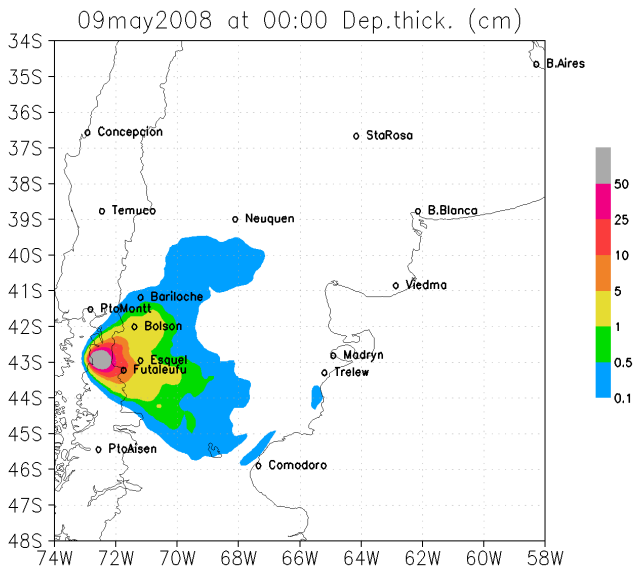 09may2008 at 00:00 Dep.thick. (cm)
34S
B.Aires
35S
36S
Concepcion
StaRosa
37S
38S
50
Temuco
B.Blanca
39S
Neuquen
25
40S
10
41S
Bariloche
Viedma
PtoMontt
5
42S
Bolson
1
43S
Esquel
Madryn
Futaleufu
Trelew
0.5
44S
0.1
45S
PtoAisen
46S
Comodoro
47S
48S
74W 72W 70W 68W 66W 64W 62W 60W 58W